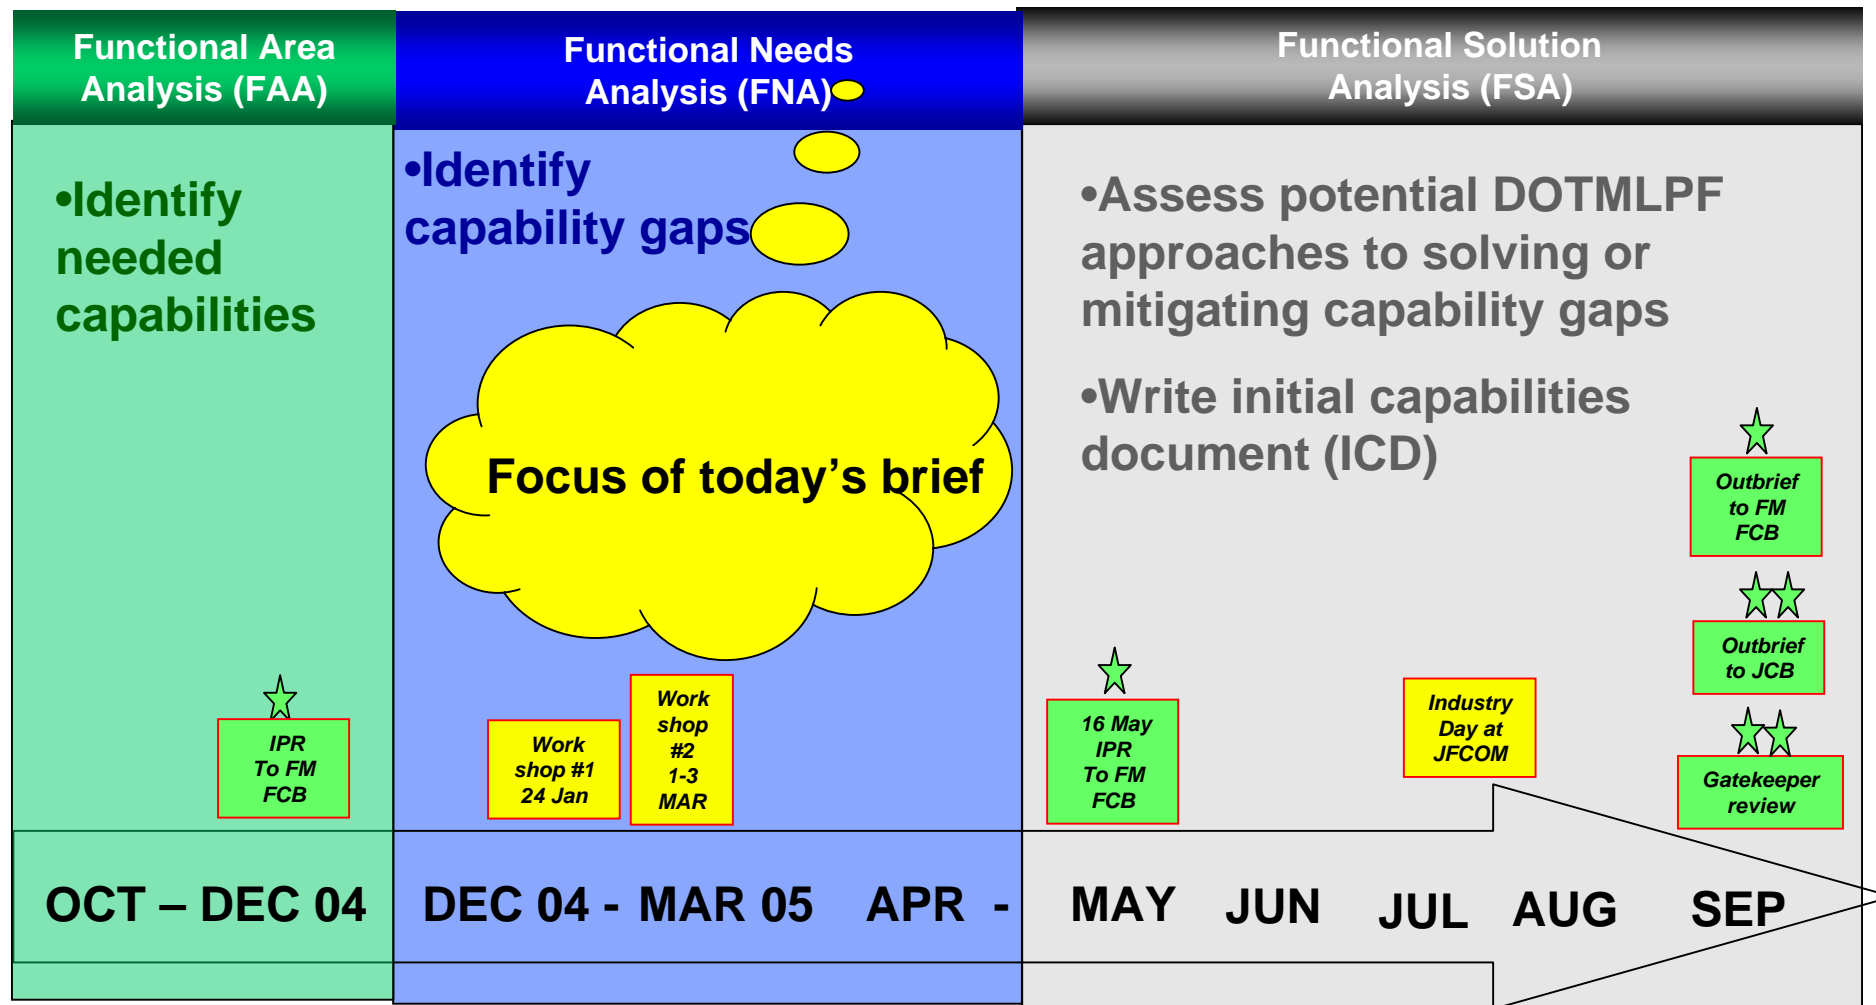 Functional Area
Analysis (FAA)
Functional Needs
Analysis (FNA)
Functional Solution
Analysis (FSA)
•Identify
needed
capabilities
•Identify
capability gaps
•Assess potential DOTMLPF
approaches to solving or
mitigating capability gaps
•Write initial capabilities
document (ICD)
Focus of today’s brief
IPR
To FM
FCB
Work
shop #1
24 Jan
Work
shop
#2
1-3
MAR
16 May
IPR
To FM
FCB
Industry
Day at
JFCOM
Outbrief
to FM
FCB
Outbrief
to JCB
Gatekeeper
review
OCT – DEC 04
DEC 04 - MAR 05 APR -
MAY JUN JUL AUG SEP